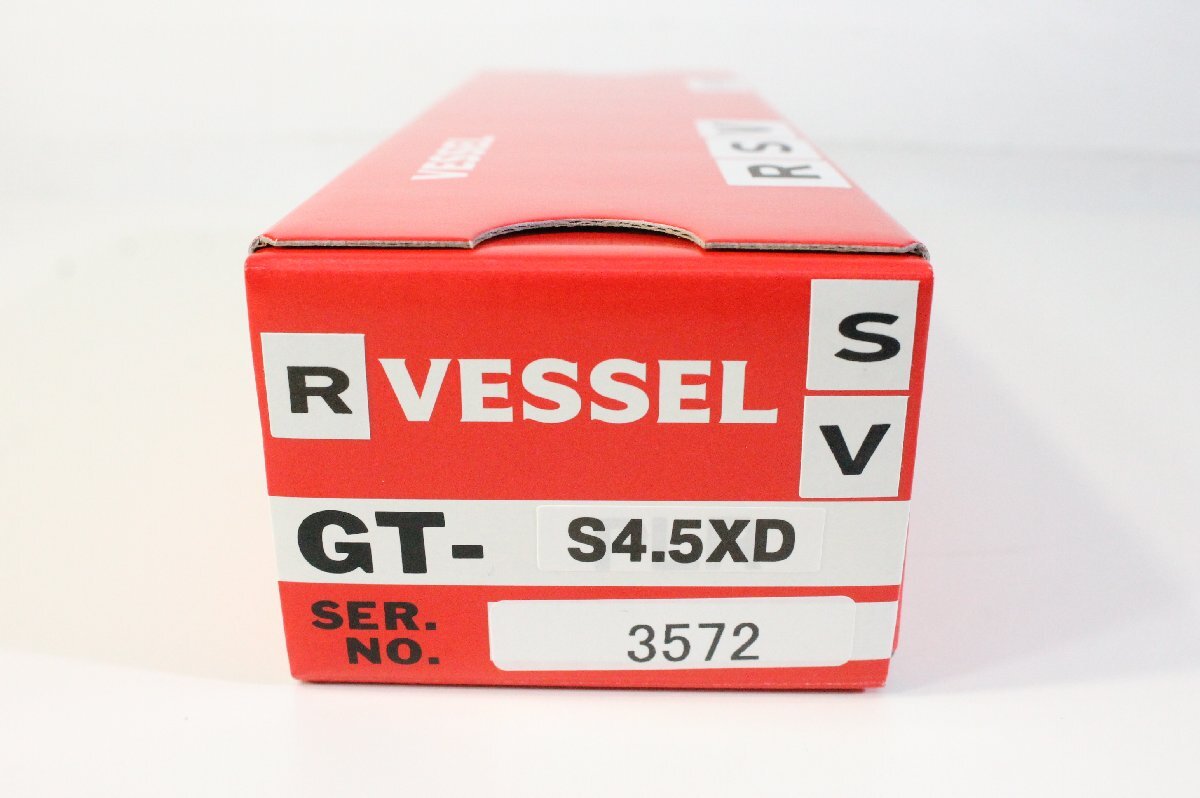 VESSEL
R S V
R VESSEL S
V
GT- S4.5XD
SER.
NO. 3572